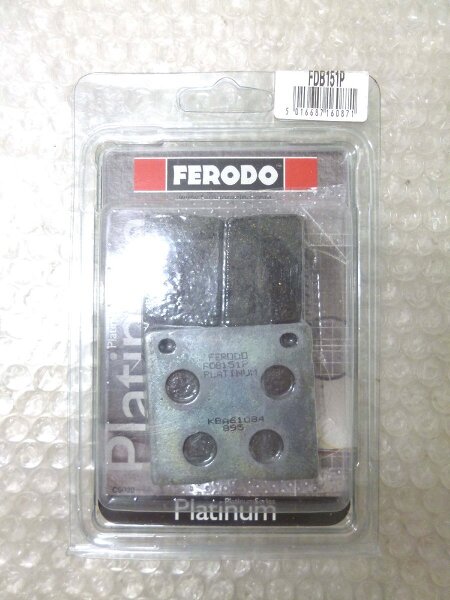 FDB151P
5 016687 160871
FERODO
Platinum
FERODO
FDB151P
PLATINUM
KBA61084
895
Platinum